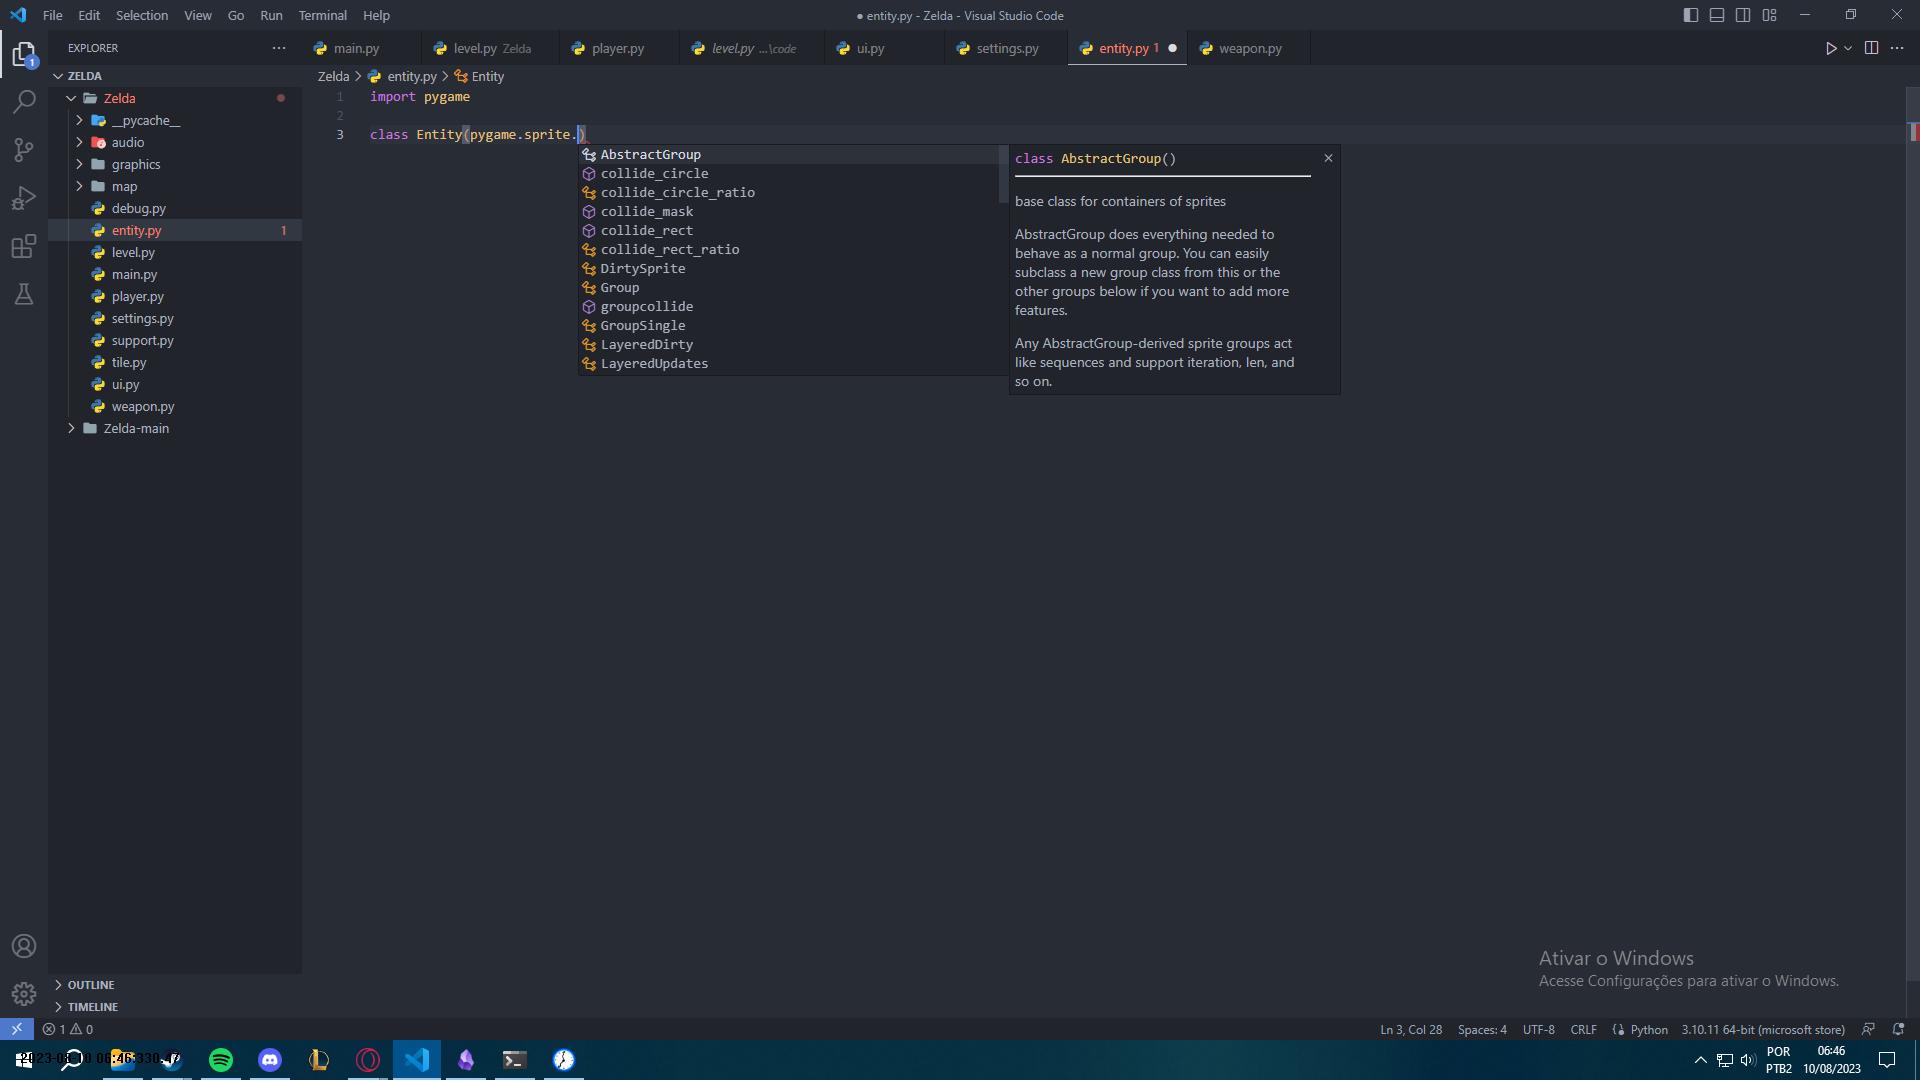 File Edit Selection View Go Run Terminal Help
● entity.py - Zelda - Visual Studio Code
EXPLORER
main.py
level.py Zelda
player.py
level.py ...\code
ui.py
settings.py
entity.py 1
weapon.py
ZELDA
Zelda
__pycache__
audio
graphics
map
debug.py
entity.py 1
level.py
main.py
player.py
settings.py
support.py
tile.py
ui.py
weapon.py
Zelda-main
OUTLINE
TIMELINE
Zelda > entity.py > Entity
1 import pygame
2
3 class Entity(pygame.sprite.)
AbstractGroup
collide_circle
collide_circle_ratio
collide_mask
collide_rect
collide_rect_ratio
DirtySprite
Group
groupcollide
GroupSingle
LayeredDirty
LayeredUpdates
class AbstractGroup()
base class for containers of sprites
AbstractGroup does everything needed to
behave as a normal group. You can easily
subclass a new group class from this or the
other groups below if you want to add more
features.
Any AbstractGroup-derived sprite groups act
like sequences and support iteration, len, and
so on.
Ativar o Windows
Acesse Configurações para ativar o Windows.
1 0
Ln 3, Col 28 Spaces: 4 UTF-8 CRLF Python 3.10.11 64-bit (microsoft store)
POR
PTB2
06:46
10/08/2023